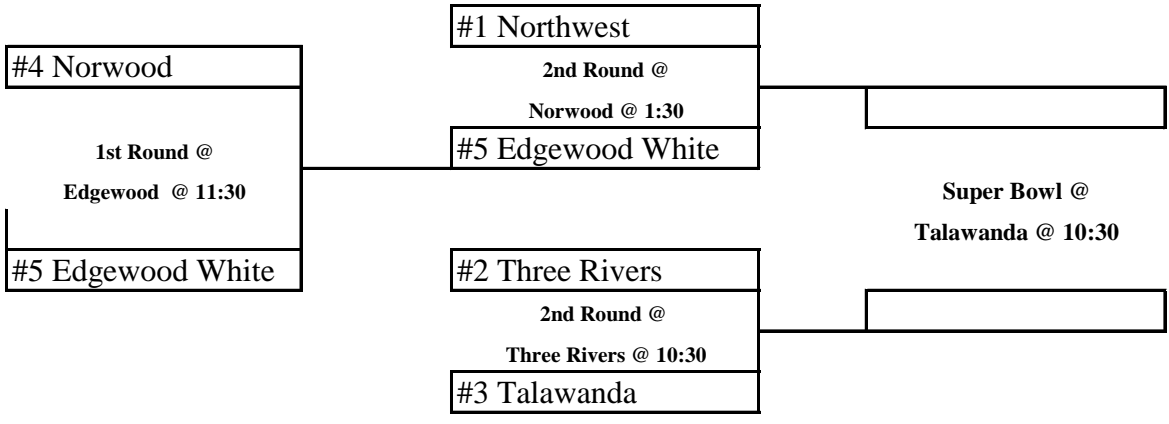 #4 Norwood
1st Round @
Edgewood @ 11:30
#5 Edgewood White
#1 Northwest
2nd Round @
Norwood @ 1:30
#5 Edgewood White
#2 Three Rivers
2nd Round @
Three Rivers @ 10:30
#3 Talawanda
Super Bowl @
Talawanda @ 10:30